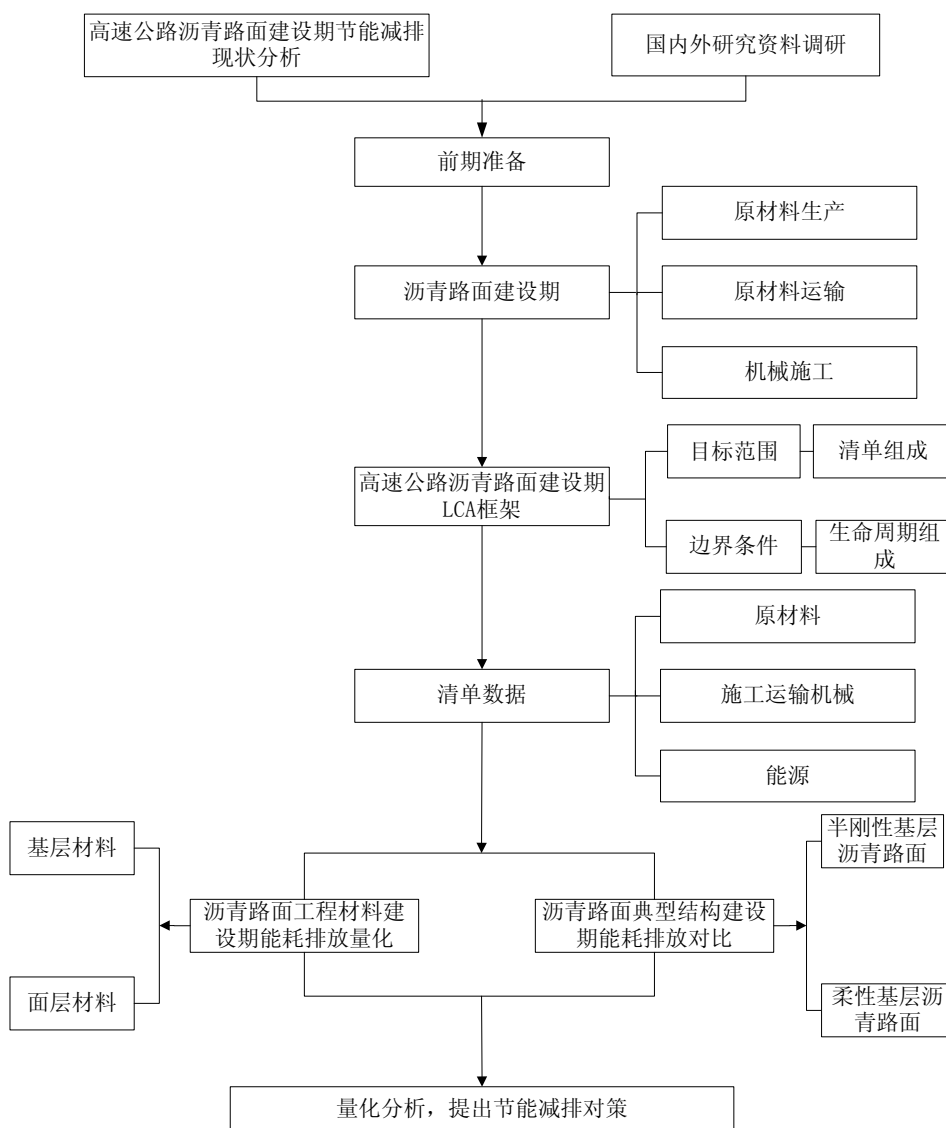 高速公路沥青路面建设期节能减排
现状分析
国内外研究资料调研
前期准备
原材料生产
沥青路面建设期
原材料运输
机械施工
目标范围
清单组成
高速公路沥青路面建设期
LCA框架
边界条件
生命周期组
成
原材料
清单数据
施工运输机械
能源
基层材料
半刚性基层
沥青路面
沥青路面工程材料建
设期能耗排放量化
沥青路面典型结构建设
期能耗排放对比
面层材料
柔性基层沥
青路面
量化分析，提出节能减排对策